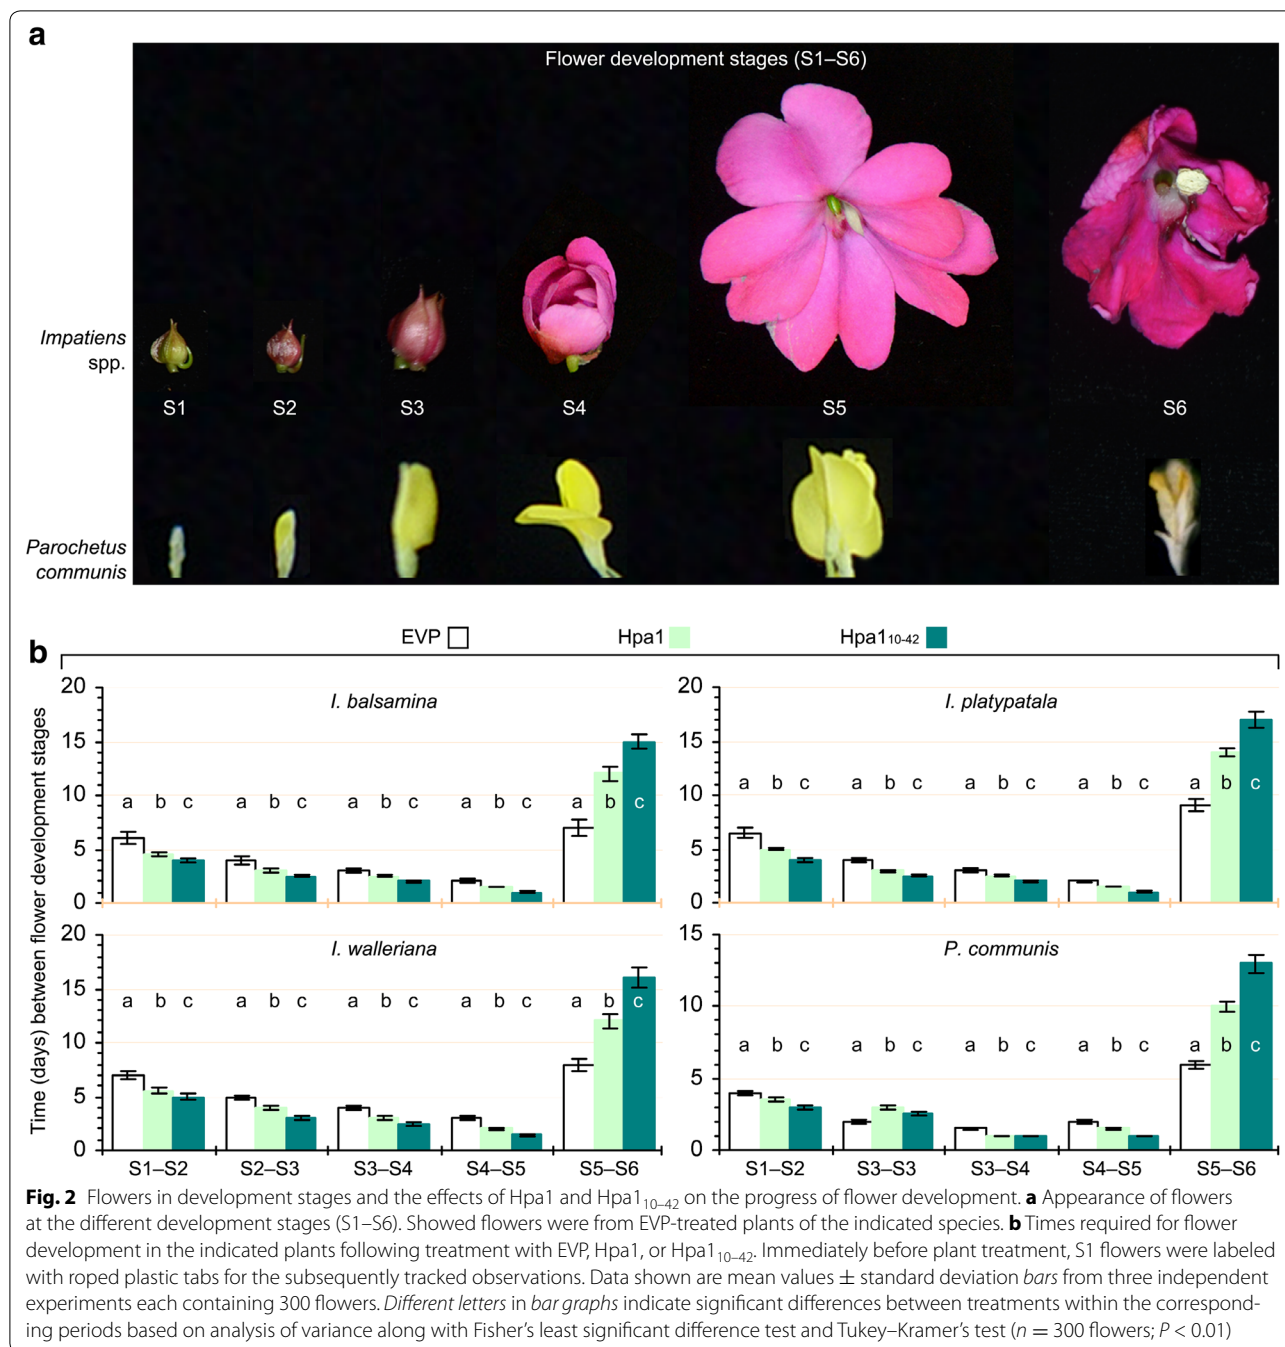 a
Flower development stages (S1–S6)
Impatiens
spp.
S1 S2 S3 S4 S5 S6
Parochetus
communis
EVP Hpa1 Hpa110–42
b
Time (days) between flower development stages
20 I. balsamina
15
10
5
0
a b c a b c a b c a b c a b c
20 I. platypatala
15
10
5
0
a b c a b c a b c a b c a b c
20 I. walleriana
15
10
5
0
a b c a b c a b c a b c a b c
S1–S2 S2–S3 S3–S4 S4–S5 S5–S6
15 P. communis
10
5
0
a b c a b c a b c a b c a b c
S1–S2 S3–S3 S3–S4 S4–S5 S5–S6
Fig. 2 Flowers in development stages and the effects of Hpa1 and Hpa110–42 on the progress of flower development. a Appearance of flowers
at the different development stages (S1–S6). Showed flowers were from EVP-treated plants of the indicated species. b Times required for flower
development in the indicated plants following treatment with EVP, Hpa1, or Hpa110–42. Immediately before plant treatment, S1 flowers were labeled
with roped plastic tabs for the subsequently tracked observations. Data shown are mean values ± standard deviation bars from three independent
experiments each containing 300 flowers. Different letters in bar graphs indicate significant differences between treatments within the correspond-
ing periods based on analysis of variance along with Fisher's least significant difference test and Tukey–Kramer's test (n = 300 flowers; P < 0.01)